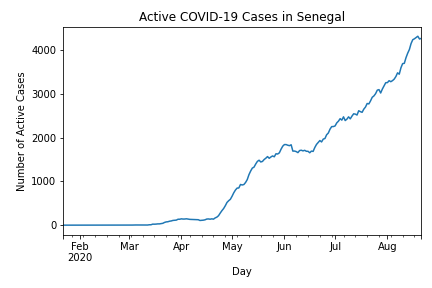 Active COVID-19 Cases in Senegal
Number of Active Cases
4000
3000
2000
1000
0
Feb Mar Apr May Jun Jul Aug
2020
Day